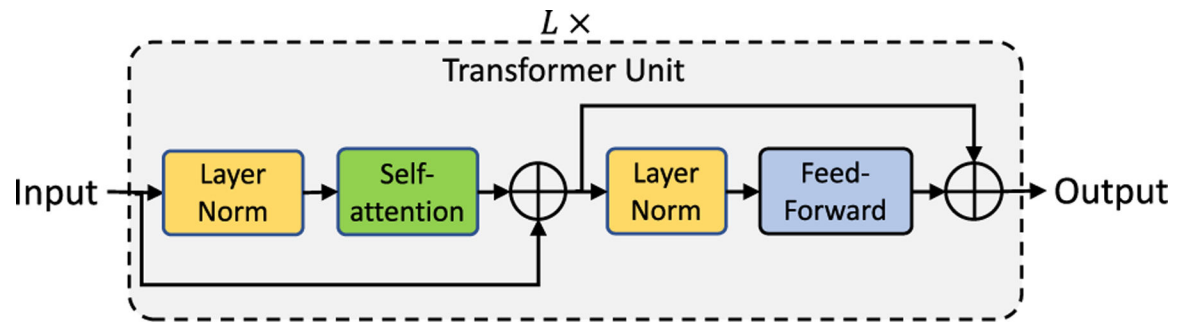 L ×
Transformer Unit
Input
Layer
Norm
Self-
attention
Layer
Norm
Feed-
Forward
Output